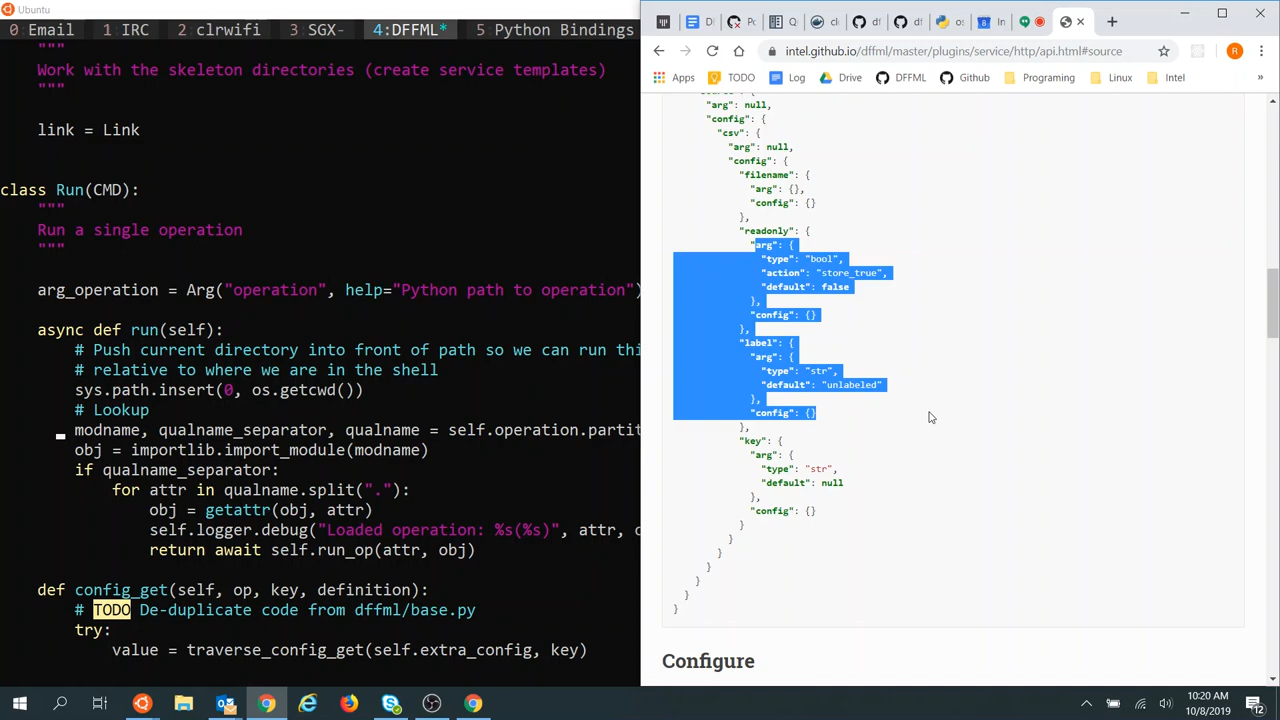 Ubuntu
0 Email 1 IRC 2 clrwifi 3 SGX- 4:DFFML* 5 Python Bindings
"""
Work with the skeleton directories (create service templates)
"""
link = Link
class Run(CMD):
"""
Run a single operation
"""
arg_operation = Arg("operation", help="Python path to operation")
async def run(self):
# Push current directory into front of path so we can run thi
# relative to where we are in the shell
sys.path.insert(0, os.getcwd())
# Lookup
modname, qualname_separator, qualname = self.operation.partit
obj = importlib.import_module(modname)
if qualname_separator:
for attr in qualname.split("."):
obj = getattr(obj, attr)
self.logger.debug("Loaded operation: %s(%s)", attr, o
return await self.run_op(attr, obj)
def config_get(self, op, key, definition):
# TODO De-duplicate code from dffml/base.py
try:
value = traverse_config_get(self.extra_config, key)
intel.github.io/dffml/master/plugins/service/http/api.html#source
R
Apps TODO Log Drive DFFML Github Programing Linux Intel »
"arg": null,
"config": {
"csv": {
"arg": null,
"config": {
"filename": {
"arg": {},
"config": {}
},
"readonly": {
"arg": {
"type": "bool",
"action": "store_true",
"default": false
},
"config": {}
},
"label": {
"arg": {
"type": "str",
"default": "unlabeled"
},
"config": {}
},
"key": {
"arg": {
"type": "str",
"default": null
},
"config": {}
}
}
}
}
}
}
}
Configure
10:20 AM
10/8/2019
12